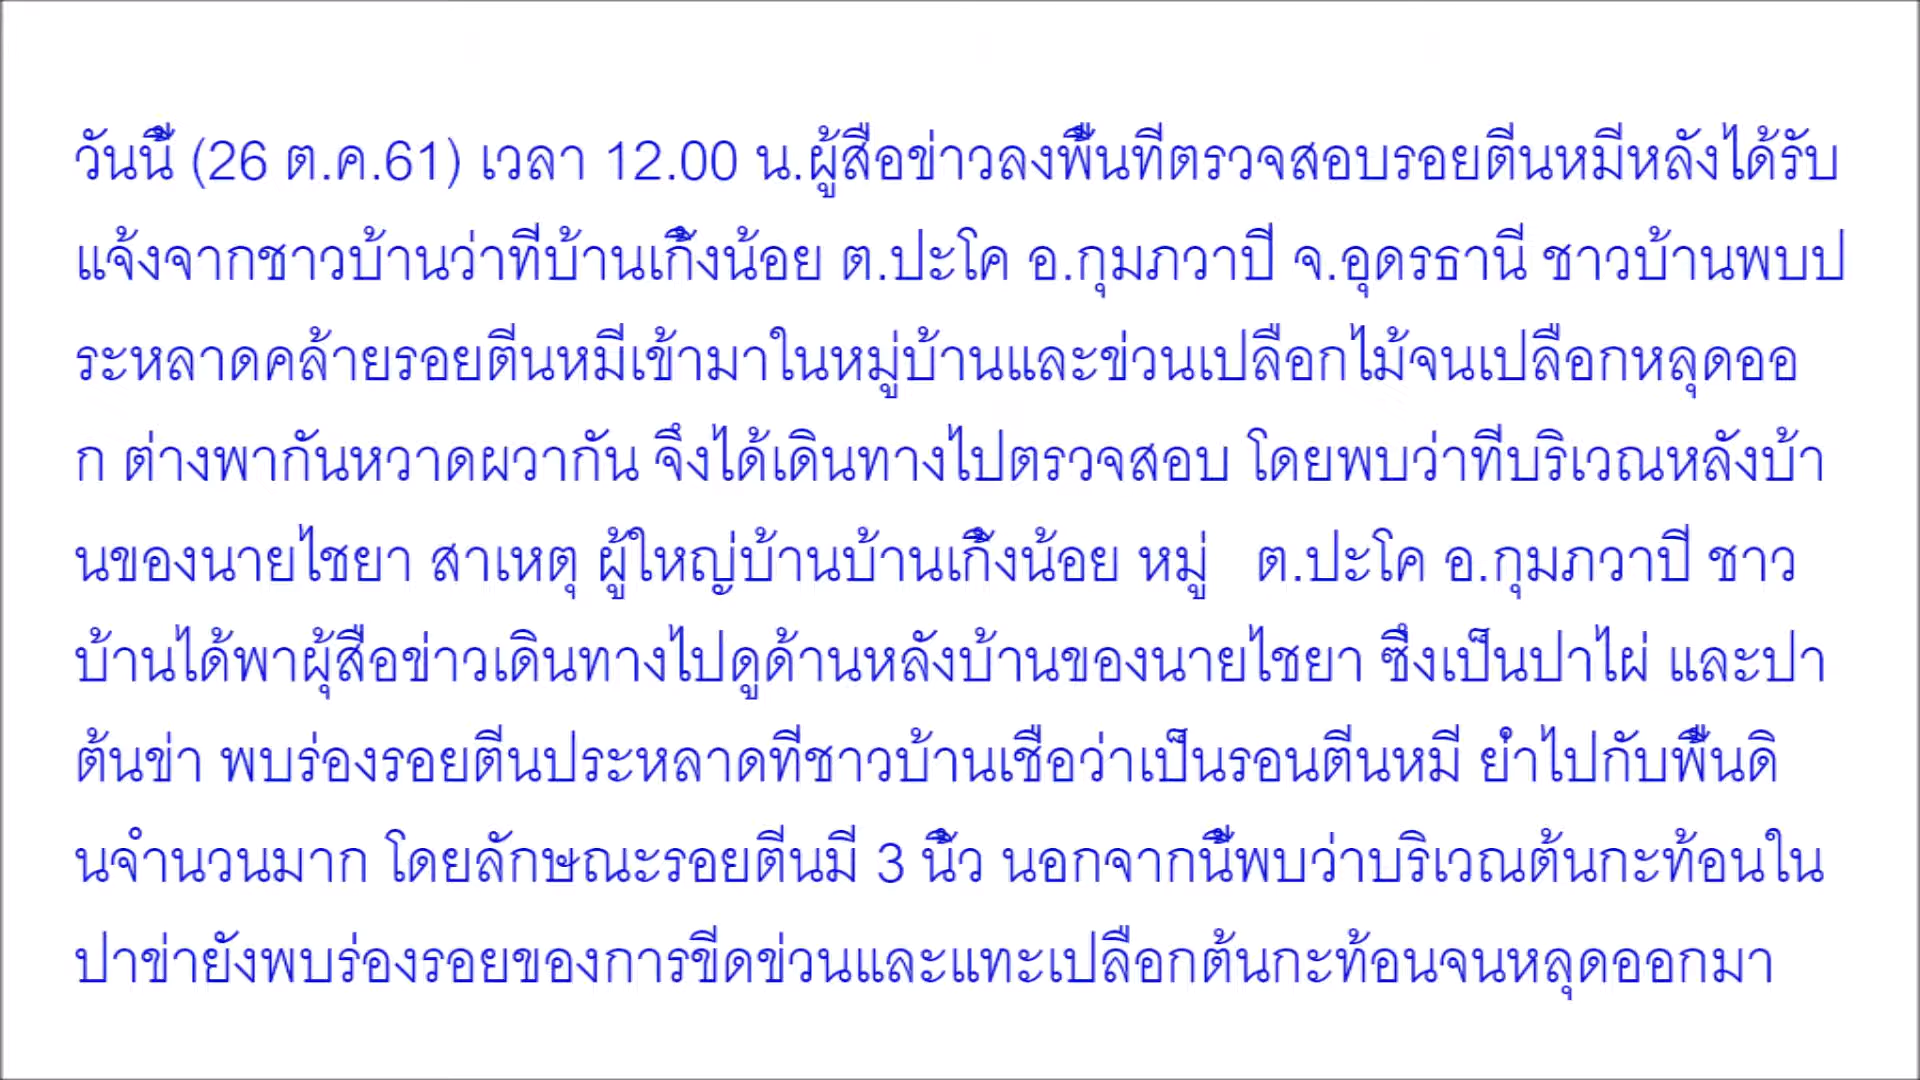 วันนี้ (26 ต.ค.61) เวลา 12.00 น.ผู้สื่อข่าวลงพื้นที่ตรวจสอบรอยตีนหมีหลังได้รับ
แจ้งจากชาวบ้านว่าที่บ้านเกิ้งน้อย ต.ปะโค อ.กุมภวาปี จ.อุดรธานี ชาวบ้านพบป
ระหลาดคล้ายรอยตีนหมีเข้ามาในหมู่บ้านและข่วนเปลือกไม้จนเปลือกหลุดออ
ก ต่างพากันหวาดผวากัน จึงได้เดินทางไปตรวจสอบ โดยพบว่าที่บริเวณหลังบ้า
นของนายไชยา สาเหตุ ผู้ใหญ่บ้านบ้านเกิ้งน้อย หมู่ ต.ปะโค อ.กุมภวาปี ชาว
บ้านได้พาผุ้สื่อข่าวเดินทางไปดูด้านหลังบ้านของนายไชยา ซึ่งเป็นป่าไผ่ และป่า
ต้นข่า พบร่องรอยตีนประหลาดที่ชาวบ้านเชื่อว่าเป็นรอนตีนหมี ย่ำไปกับพื้นดิ
นจำนวนมาก โดยลักษณะรอยตีนมี 3 นิ้ว นอกจากนี้พบว่าบริเวณต้นกะท้อนใน
ป่าข่ายังพบร่องรอยของการขีดข่วนและแทะเปลือกต้นกะท้อนจนหลุดออกมา